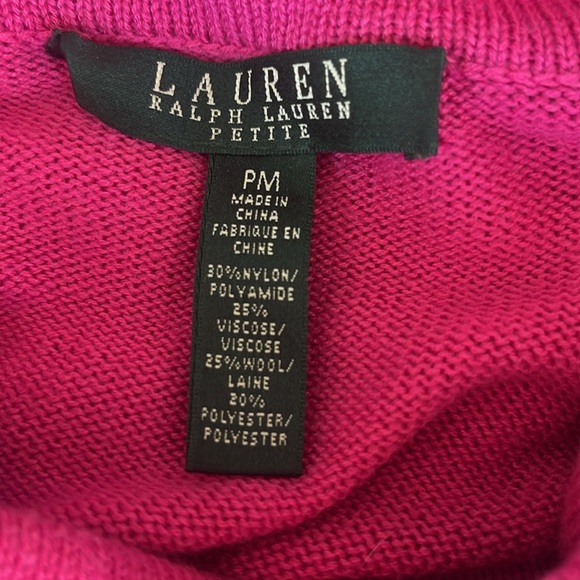 LAUREN
RALPH LAUREN
PETITE
PM
MADE IN
CHINA
FABRIQUE EN
CHINE
30%NYLON/
POLYAMIDE
25%
VISCOSE/
VISCOSE
25%WOOL/
LAINE
20%
POLYESTER/
POLYESTER